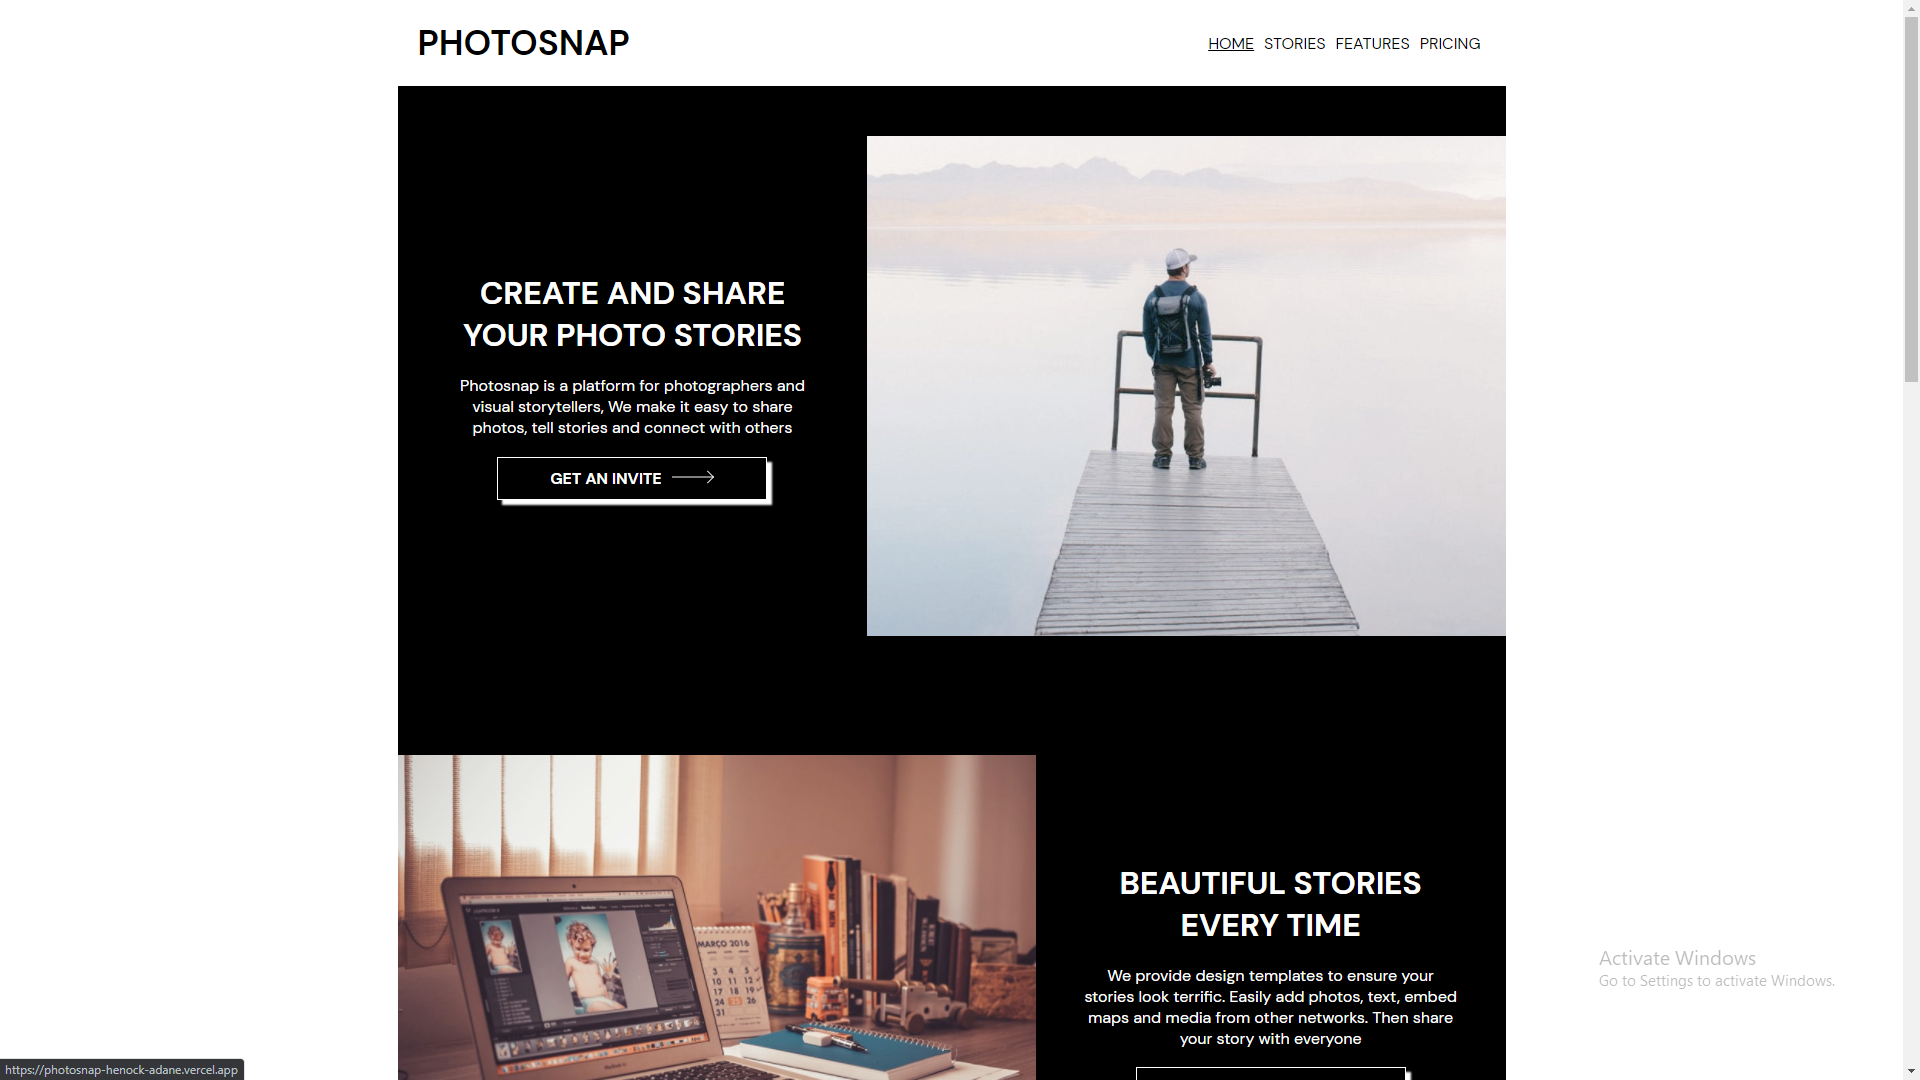 PHOTOSNAP
HOME STORIES FEATURES PRICING
CREATE AND SHARE
YOUR PHOTO STORIES
Photosnap is a platform for photographers and
visual storytellers, We make it easy to share
photos, tell stories and connect with others
GET AN INVITE
MARÇO 2016
BEAUTIFUL STORIES
EVERY TIME
We provide design templates to ensure your
stories look terrific. Easily add photos, text, embed
maps and media from other networks. Then share
your story with everyone
Activate Windows
Go to Settings to activate Windows.
https://photosnap-henock-adane.vercel.app